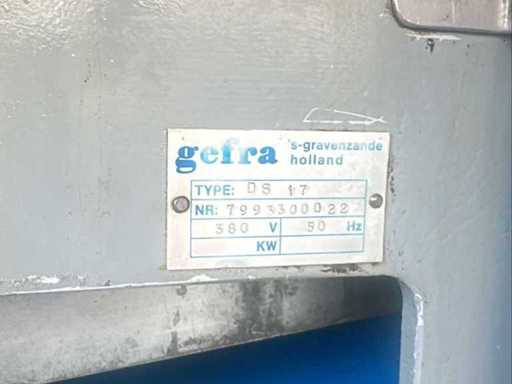 gefra 's-gravenzande
holland
TYPE: DS 17
NR: 7993300022
380 V 50 Hz
KW